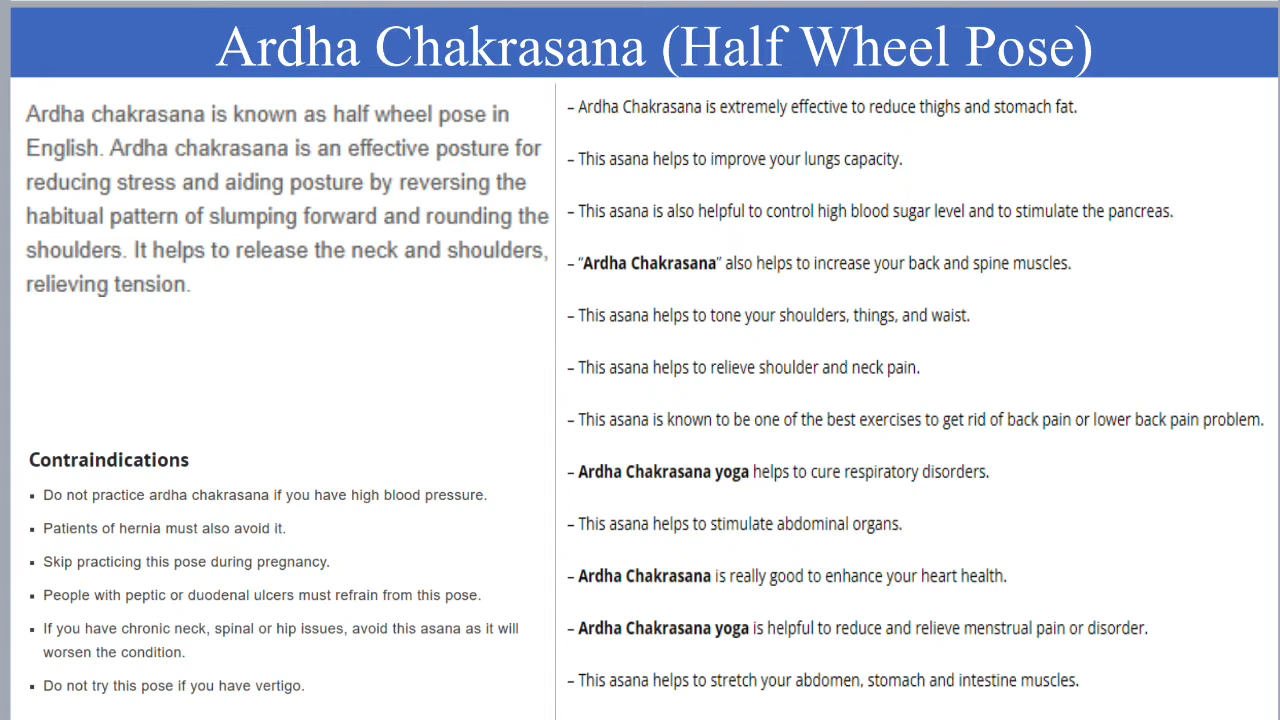 Ardha Chakrasana (Half Wheel Pose)
Ardha chakrasana is known as half wheel pose in
English. Ardha chakrasana is an effective posture for
reducing stress and aiding posture by reversing the
habitual pattern of slumping forward and rounding the
shoulders. It helps to release the neck and shoulders,
relieving tension.
Contraindications
▪ Do not practice ardha chakrasana if you have high blood pressure.
▪ Patients of hernia must also avoid it.
▪ Skip practicing this pose during pregnancy.
▪ People with peptic or duodenal ulcers must refrain from this pose.
▪ If you have chronic neck, spinal or hip issues, avoid this asana as it will
worsen the condition.
▪ Do not try this pose if you have vertigo.
– Ardha Chakrasana is extremely effective to reduce thighs and stomach fat.
– This asana helps to improve your lungs capacity.
– This asana is also helpful to control high blood sugar level and to stimulate the pancreas.
– “Ardha Chakrasana” also helps to increase your back and spine muscles.
– This asana helps to tone your shoulders, things, and waist.
– This asana helps to relieve shoulder and neck pain.
– This asana is known to be one of the best exercises to get rid of back pain or lower back pain problem.
– Ardha Chakrasana yoga helps to cure respiratory disorders.
– This asana helps to stimulate abdominal organs.
– Ardha Chakrasana is really good to enhance your heart health.
– Ardha Chakrasana yoga is helpful to reduce and relieve menstrual pain or disorder.
– This asana helps to stretch your abdomen, stomach and intestine muscles.